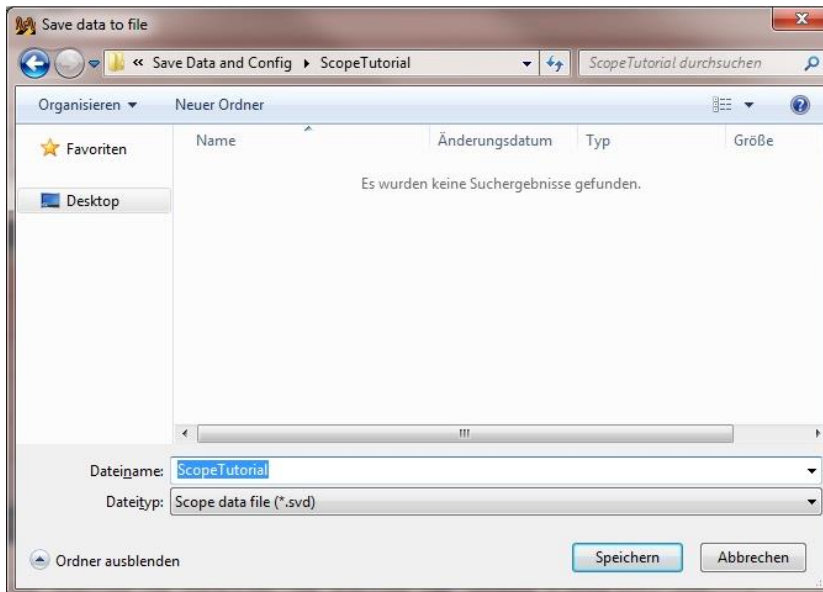 Save data to file
« Save Data and Config ScopeTutorial ScopeTutorial durchsuchen
Organisieren Neuer Ordner
Favoriten
Desktop
Name Änderungsdatum Typ Größe
Es wurden keine Suchergebnisse gefunden.
Dateiname: ScopeTutorial
Dateityp: Scope data file (*.svd)
Ordner ausblenden Speichern Abbrechen